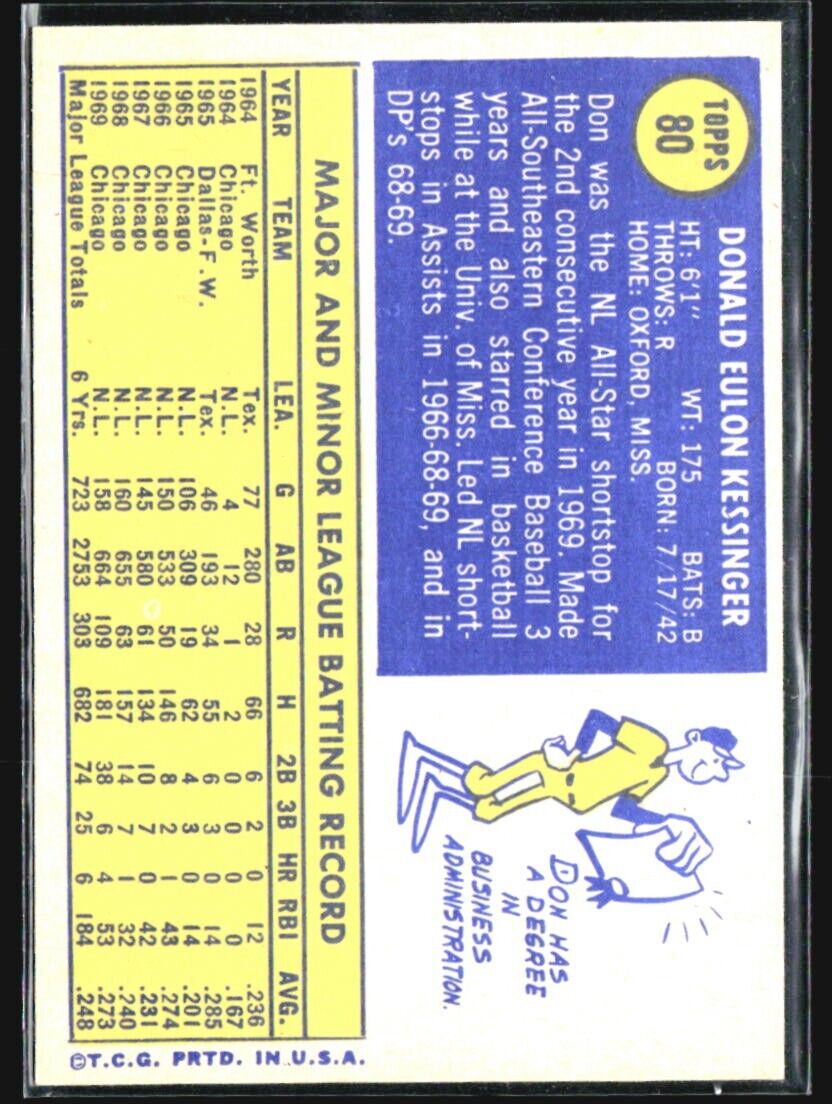 TOPPS
80
DONALD EULON KESSINGER
HT: 6'1" WT: 175 BATS: B
THROWS: R BORN: 7/17/42
HOME: OXFORD, MISS.
Don was the NL All-Star shortstop for
the 2nd consecutive year in 1969. Made
All-Southeastern Conference Baseball 3
years and also starred in basketball
while at the Univ. of Miss. Led NL short-
stops in Assists in 1966-68-69, and in
DP's 68-69.
DON HAS
A DEGREE
IN
BUSINESS
ADMINISTRATION.
MAJOR AND MINOR LEAGUE BATTING RECORD
YEAR TEAM LEA. G AB R H 2B 3B HR RBI AVG.
1964 Ft. Worth Tex. 77 280 28 66 6 2 0 12 .236
1964 Chicago N.L. 4 12 1 2 0 0 0 0 .167
1965 Dallas-F.W. Tex. 46 193 34 55 6 3 0 14 .285
1965 Chicago N.L. 106 309 19 62 4 3 0 14 .201
1966 Chicago N.L. 150 533 50 146 8 2 1 43 .274
1967 Chicago N.L. 145 580 61 134 10 7 0 42 .231
1968 Chicago N.L. 160 655 63 157 14 7 1 32 .240
1969 Chicago N.L. 158 664 109 181 38 6 4 53 .273
Major League Totals 6 Yrs. 723 2753 303 682 74 25 6 184 .248
©T.C.G. PRTD. IN U.S.A.